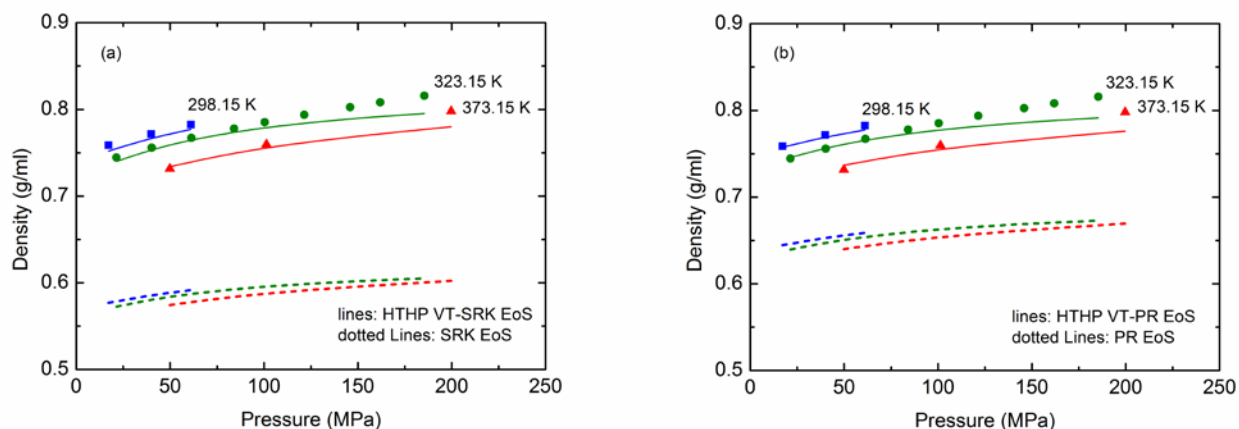 (a)
0.9
0.8
0.7
0.6
0.5
Density (g/ml)
298.15 K
323.15 K
373.15 K
lines: HTHP VT-SRK EoS
dotted Lines: SRK EoS
0
50
100
150
200
250
Pressure (MPa)
(b)
0.9
0.8
0.7
0.6
0.5
Density (g/ml)
298.15 K
323.15 K
373.15 K
lines: HTHP VT-PR EoS
dotted Lines: PR EoS
0
50
100
150
200
250
Pressure (MPa)